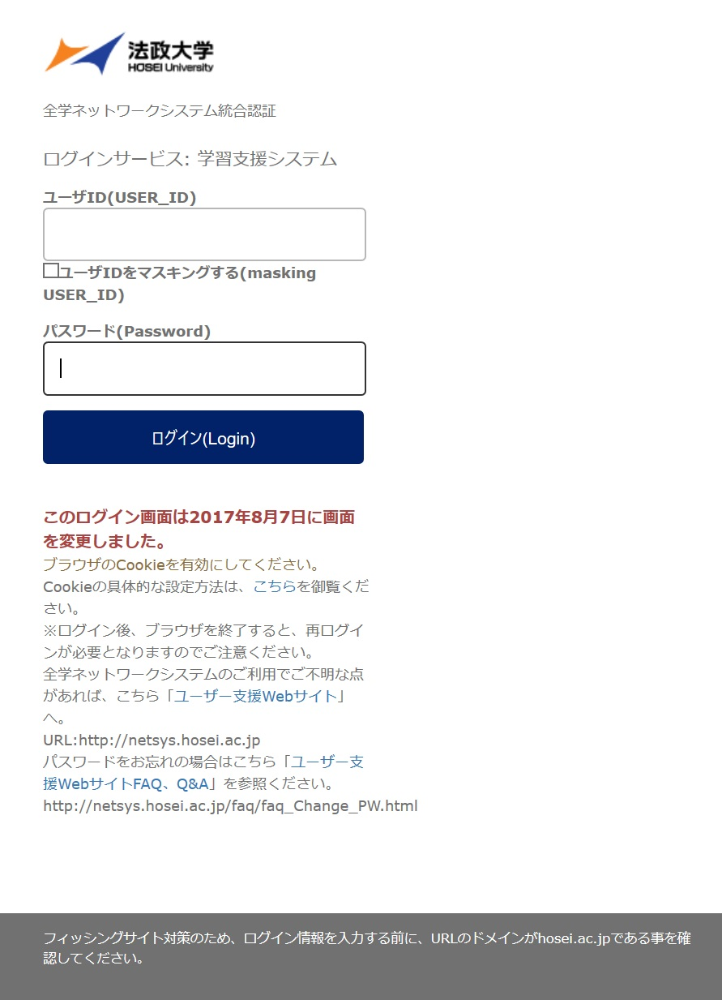 法政大学
HOSEI University
全学ネットワークシステム統合認証
ログインサービス: 学習支援システム
ユーザID(USER_ID)
ユーザIDをマスキングする(masking
USER_ID)
パスワード(Password)
ログイン(Login)
このログイン画面は2017年8月7日に画面
を変更しました。
ブラウザのCookieを有効にしてください。
Cookieの具体的な設定方法は、こちらを御覧くだ
さい。
※ログイン後、ブラウザを終了すると、再ログイ
ンが必要となりますのでご注意ください。
全学ネットワークシステムのご利用でご不明な点
があれば、こちら「ユーザー支援Webサイト」
へ。
URL:http://netsys.hosei.ac.jp
パスワードをお忘れの場合はこちら「ユーザー支
援WebサイトFAQ、Q&A」を参照ください。
http://netsys.hosei.ac.jp/faq/faq_Change_PW.html
フィッシングサイト対策のため、ログイン情報を入力する前に、URLのドメインがhosei.ac.jpである事を確
認してください。